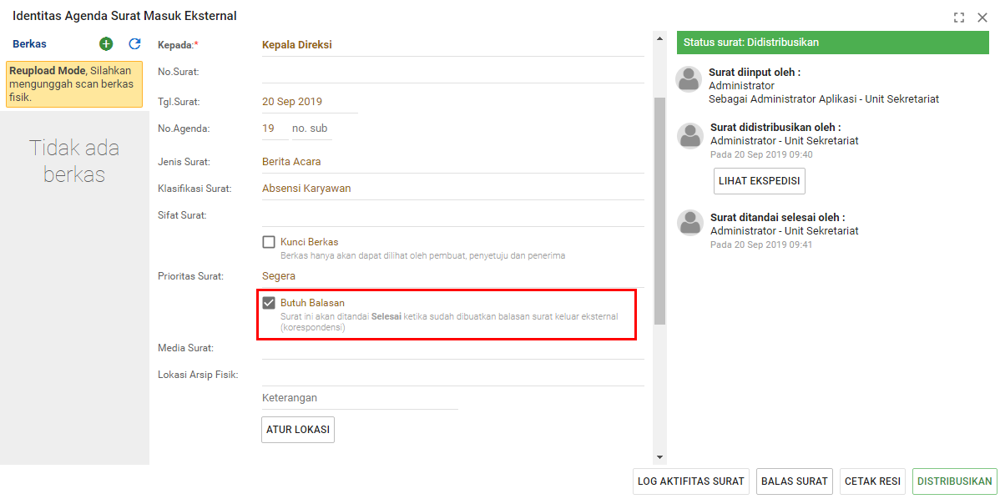 Identitas Agenda Surat Masuk Eksternal
Berkas
Reupload Mode, Silahkan
mengunggah scan berkas
fisik.
Tidak ada
berkas
Kepada:* Kepala Direksi
No.Surat:
Tgl.Surat: 20 Sep 2019
No.Agenda: 19 no. sub
Jenis Surat: Berita Acara
Klasifikasi Surat: Absensi Karyawan
Sifat Surat:
Kunci Berkas
Berkas hanya akan dapat dilihat oleh pembuat, penyetuju dan penerima
Prioritas Surat: Segera
Butuh Balasan
Surat ini akan ditandai Selesai ketika sudah dibuatkan balasan surat keluar eksternal
(korespondensi)
Media Surat:
Lokasi Arsip Fisik:
Keterangan
ATUR LOKASI
Status surat: Didistribusikan
Surat diinput oleh :
Administrator
Sebagai Administrator Aplikasi - Unit Sekretariat
Surat didistribusikan oleh :
Administrator - Unit Sekretariat
Pada 20 Sep 2019 09:40
LIHAT EKSPEDISI
Surat ditandai selesai oleh :
Administrator - Unit Sekretariat
Pada 20 Sep 2019 09:41
LOG AKTIFITAS SURAT BALAS SURAT CETAK RESI DISTRIBUSIKAN